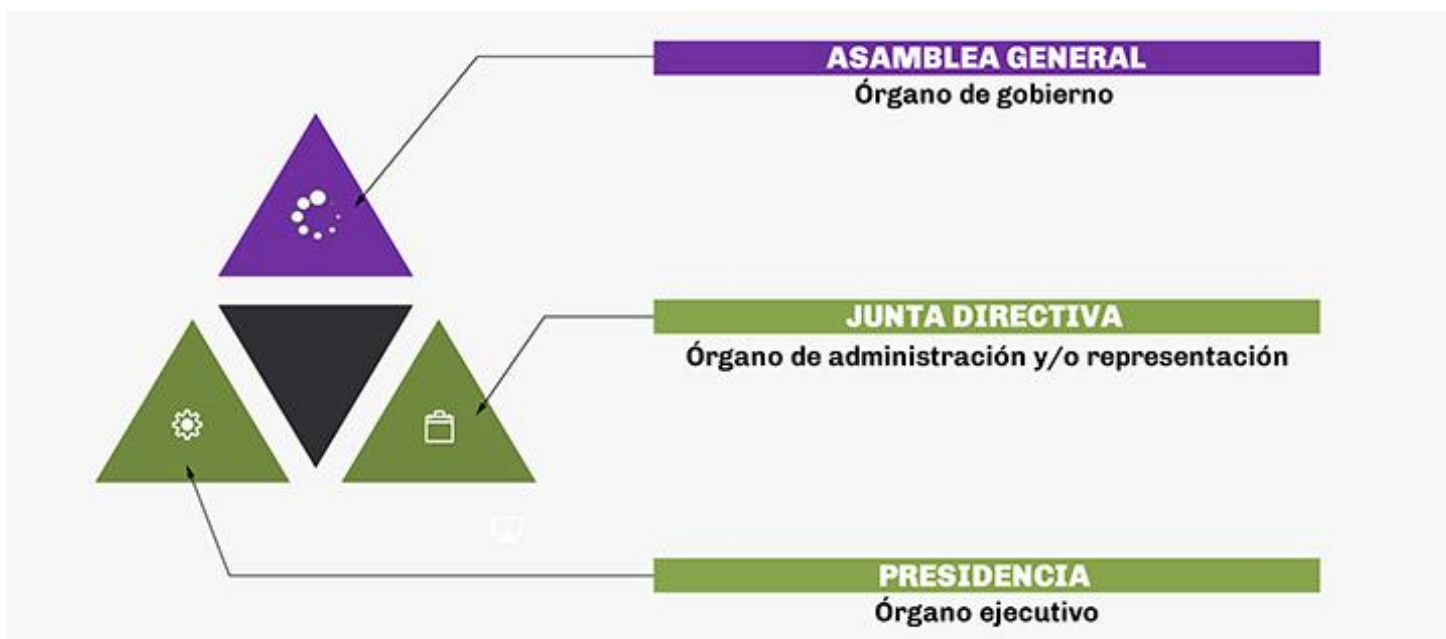 ASAMBLEA GENERAL
Órgano de gobierno
JUNTA DIRECTIVA
Órgano de administración y/o representación
PRESIDENCIA
Órgano ejecutivo